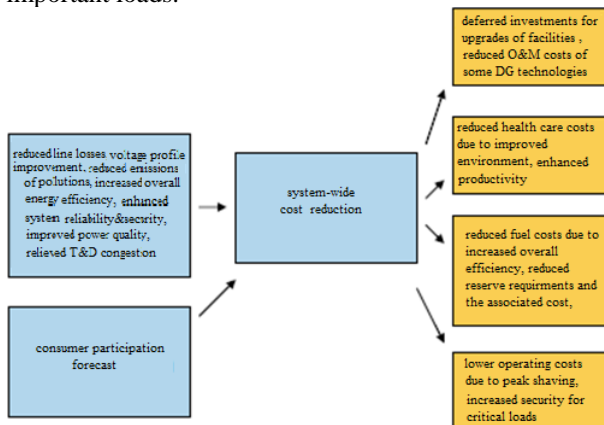 important loads.
deferred investments for
upgrades of facilities ,
reduced O&M costs of
some DG technologies
reduced line losses voltage profile
improvement, reduced emissions
of pollutions, increased overall
energy efficiency, enhanced
system reliability&security,
improved power quality,
relieved T&D congestion
system-wide
cost reduction
reduced health care costs
due to improved
environment, enhanced
productivity
reduced fuel costs due to
increased overall
efficiency, reduced
reserve requirments and
the associated cost,
consumer participation
forecast
lower operating costs
due to peak shaving,
increased security for
critical loads